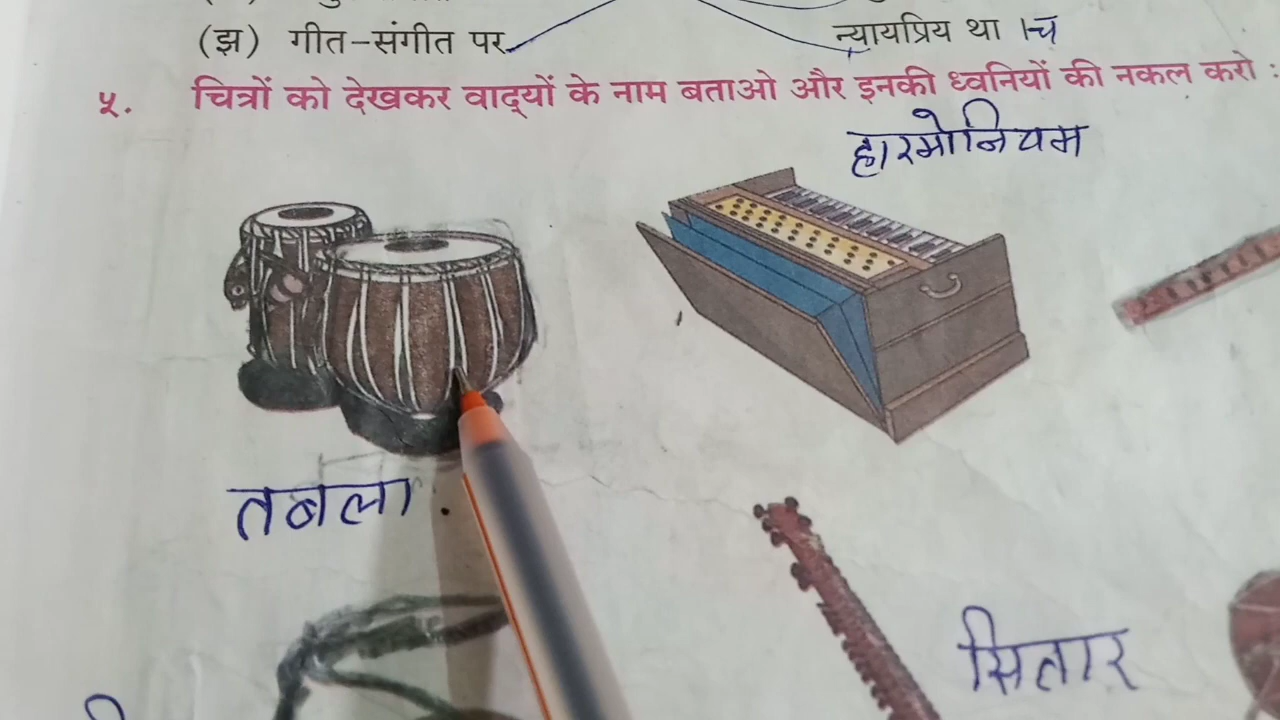 (झ) गीत-संगीत पर
न्यायप्रिय था ।च
५. चित्रों को देखकर वाद्यों के नाम बताओ और इनकी ध्वनियों की नकल करो :
हारमोनियम
तबला
सितार